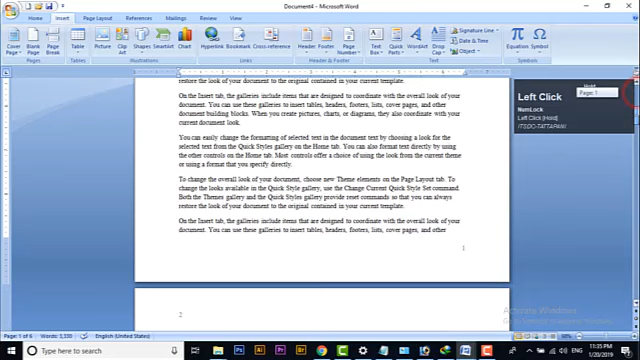 Document4 - Microsoft Word
Home Insert Page Layout References Mailings Review View
Cover Page
Blank Page
Page Break
Table
Picture
Clip Art
Shapes
SmartArt
Chart
Hyperlink
Bookmark
Cross-reference
Header
Footer
Page Number
Text Box
Quick Parts
WordArt
Drop Cap
Signature Line
Date & Time
Object
Equation
Symbol
Pages Tables Illustrations Links Header & Footer Text Symbols
restore the look of your document to the original contained in your current template.
On the Insert tab, the galleries include items that are designed to coordinate with the overall look of your
document. You can use these galleries to insert tables, headers, footers, lists, cover pages, and other
document building blocks. When you create pictures, charts, or diagrams, they also coordinate with your
current document look.
You can easily change the formatting of selected text in the document text by choosing a look for the
selected text from the Quick Styles gallery on the Home tab. You can also format text directly by using
the other controls on the Home tab. Most controls offer a choice of using the look from the current theme
or using a format that you specify directly.
To change the overall look of your document, choose new Theme elements on the Page Layout tab. To
change the looks available in the Quick Style gallery, use the Change Current Quick Style Set command.
Both the Themes gallery and the Quick Styles gallery provide reset commands so that you can always
restore the look of your document to the original contained in your current template.
On the Insert tab, the galleries include items that are designed to coordinate with the overall look of your
document. You can use these galleries to insert tables, headers, footers, lists, cover pages, and other
1
2
Hold
Page: 1
Left Click
NumLock
Left Click [Hold]
ITSDC-TATTAPANI
Activate Windows
Page: 1 of 6 Words: 3,330 English (United States)
Type here to search
ENG
11:35 PM
1/20/2019